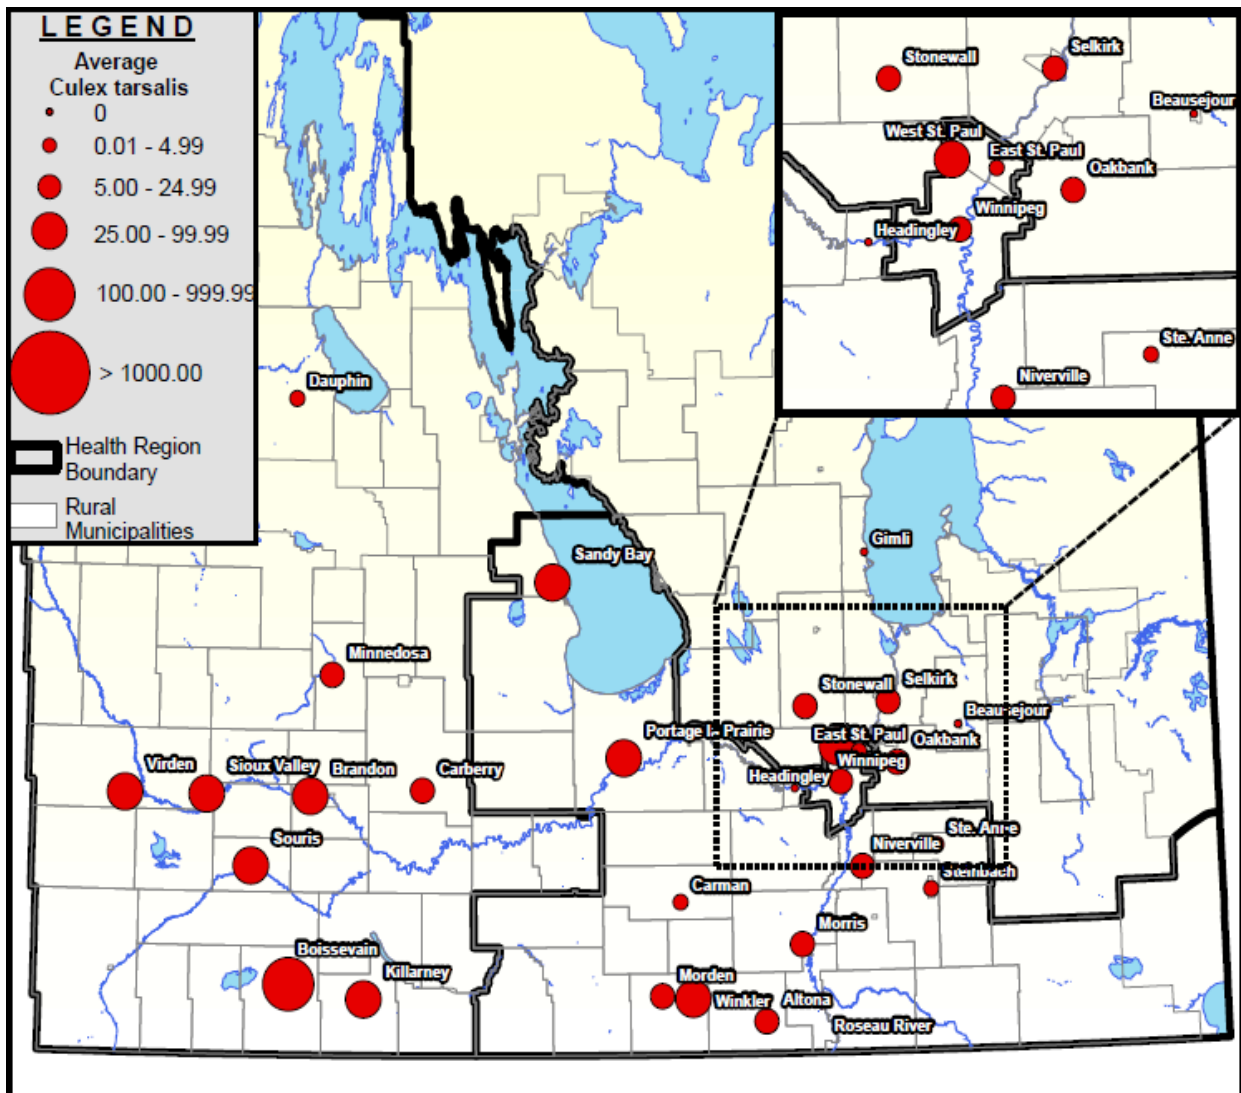 LEGEND
Average
Culex tarsalis
0
0.01 - 4.99
5.00 - 24.99
25.00 - 99.99
100.00 - 999.99
> 1000.00
Health Region
Boundary
Rural
Municipalities
Selkirk
Stonewall
Beausejour
West St. Paul
East St. Paul
Oakbank
Winnipeg
Headingley
Ste. Anne
Niverville
Dauphin
Gimli
Sandy Bay
Minnedosa
Selkirk
Stonewall
Beausejour
Portage la Prairie
East St. Paul
Oakbank
Winnipeg
Headingley
Virden
Sioux Valley
Brandon
Carberry
Souris
Ste. Anne
Niverville
Steinbach
Carman
Morris
Boissevain
Killarney
Morden
Winkler
Altona
Roseau River